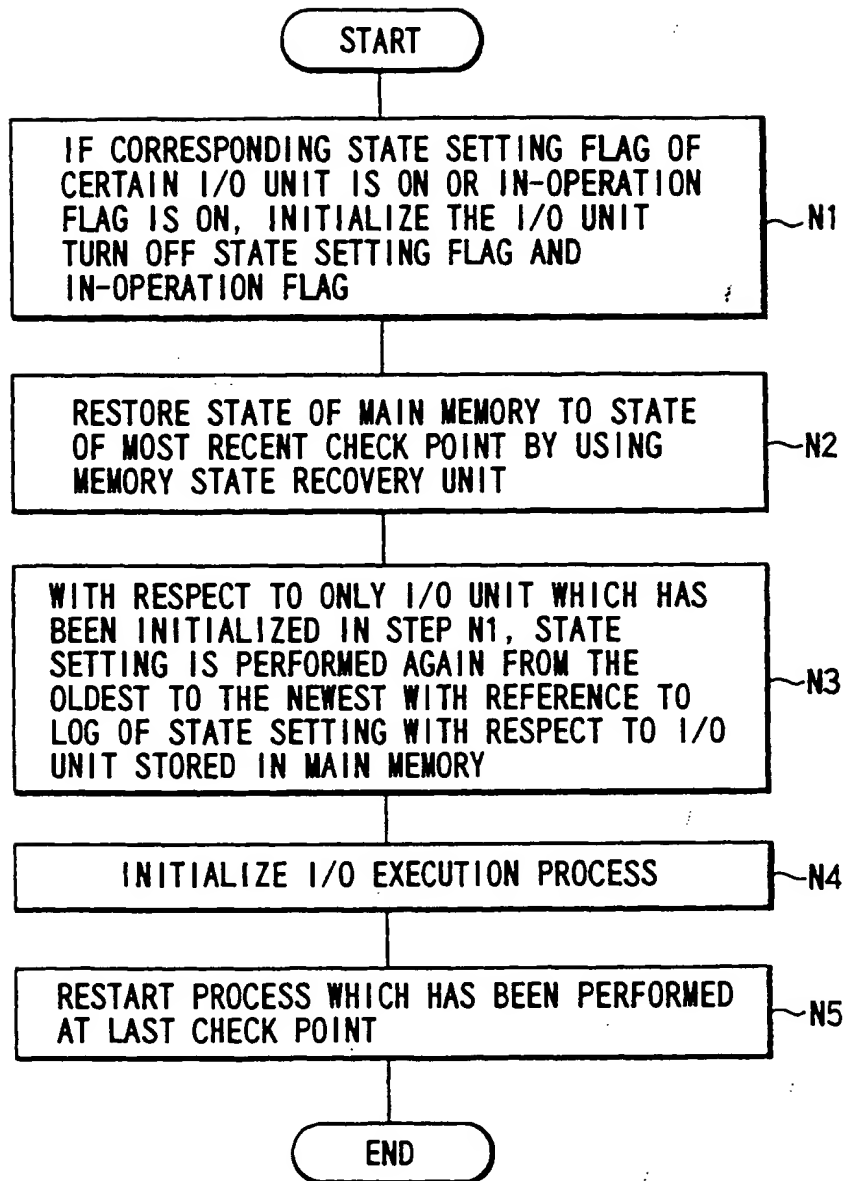 START
IF CORRESPONDING STATE SETTING FLAG OF
CERTAIN I/O UNIT IS ON OR IN-OPERATION
FLAG IS ON, INITIALIZE THE I/O UNIT
TURN OFF STATE SETTING FLAG AND
IN-OPERATION FLAG
N1
RESTORE STATE OF MAIN MEMORY TO STATE
OF MOST RECENT CHECK POINT BY USING
MEMORY STATE RECOVERY UNIT
N2
WITH RESPECT TO ONLY I/O UNIT WHICH HAS
BEEN INITIALIZED IN STEP N1, STATE
SETTING IS PERFORMED AGAIN FROM THE
OLDEST TO THE NEWEST WITH REFERENCE TO
LOG OF STATE SETTING WITH RESPECT TO I/O
UNIT STORED IN MAIN MEMORY
N3
INITIALIZE I/O EXECUTION PROCESS
N4
RESTART PROCESS WHICH HAS BEEN PERFORMED
AT LAST CHECK POINT
N5
END